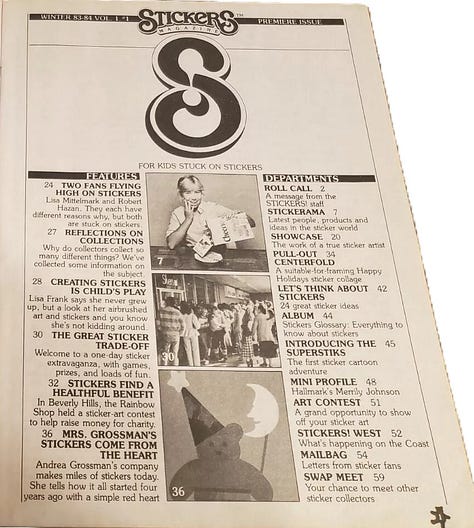 WINTER 83-84 VOL. 1 #1
STICKERS™
MAGAZINE
PREMIERE ISSUE
S
FOR KIDS STUCK ON STICKERS
FEATURES
24 TWO FANS FLYING
HIGH ON STICKERS
Lisa Mittelmark and Robert
Hazan. They each have
different reasons why, but both
are stuck on stickers.
27 REFLECTIONS ON
COLLECTIONS
Why do collectors collect so
many different things? We've
collected some information on
the subject.
28 CREATING STICKERS
IS CHILD'S PLAY
Lisa Frank says she never grew
up, but a look at her airbrushed
art and stickers and you know
she's not kidding around.
30 THE GREAT STICKER
TRADE-OFF
Welcome to a one-day sticker
extravaganza, with games,
prizes, and loads of fun.
32 STICKERS FIND A
HEALTHFUL BENEFIT
In Beverly Hills, the Rainbow
Shop held a sticker-art contest
to help raise money for charity.
36 MRS. GROSSMAN'S
STICKERS COME FROM
THE HEART
Andrea Grossman's company
makes miles of stickers today.
She tells how it all started four
years ago with a simple red heart
7
30
36
DEPARTMENTS
ROLL CALL 2
A message from the
STICKERS! staff
STICKERAMA 7
Latest people, products and
ideas in the sticker world
SHOWCASE 20
The work of a true sticker artist
PULL-OUT 34
CENTERFOLD
A suitable-for-framing Happy
Holidays sticker collage
LET'S THINK ABOUT 42
STICKERS
24 great sticker ideas
ALBUM 44
Stickers Glossary: Everything to
know about stickers
INTRODUCING THE 45
SUPERSTIKS
The first sticker cartoon
adventure
MINI PROFILE 48
Hallmark's Merrily Johnson
ART CONTEST 51
A grand opportunity to show
off your sticker art
STICKERS! WEST 52
What's happening on the Coast
MAILBAG 54
Letters from sticker fans
SWAP MEET 59
Your chance to meet other
sticker collectors